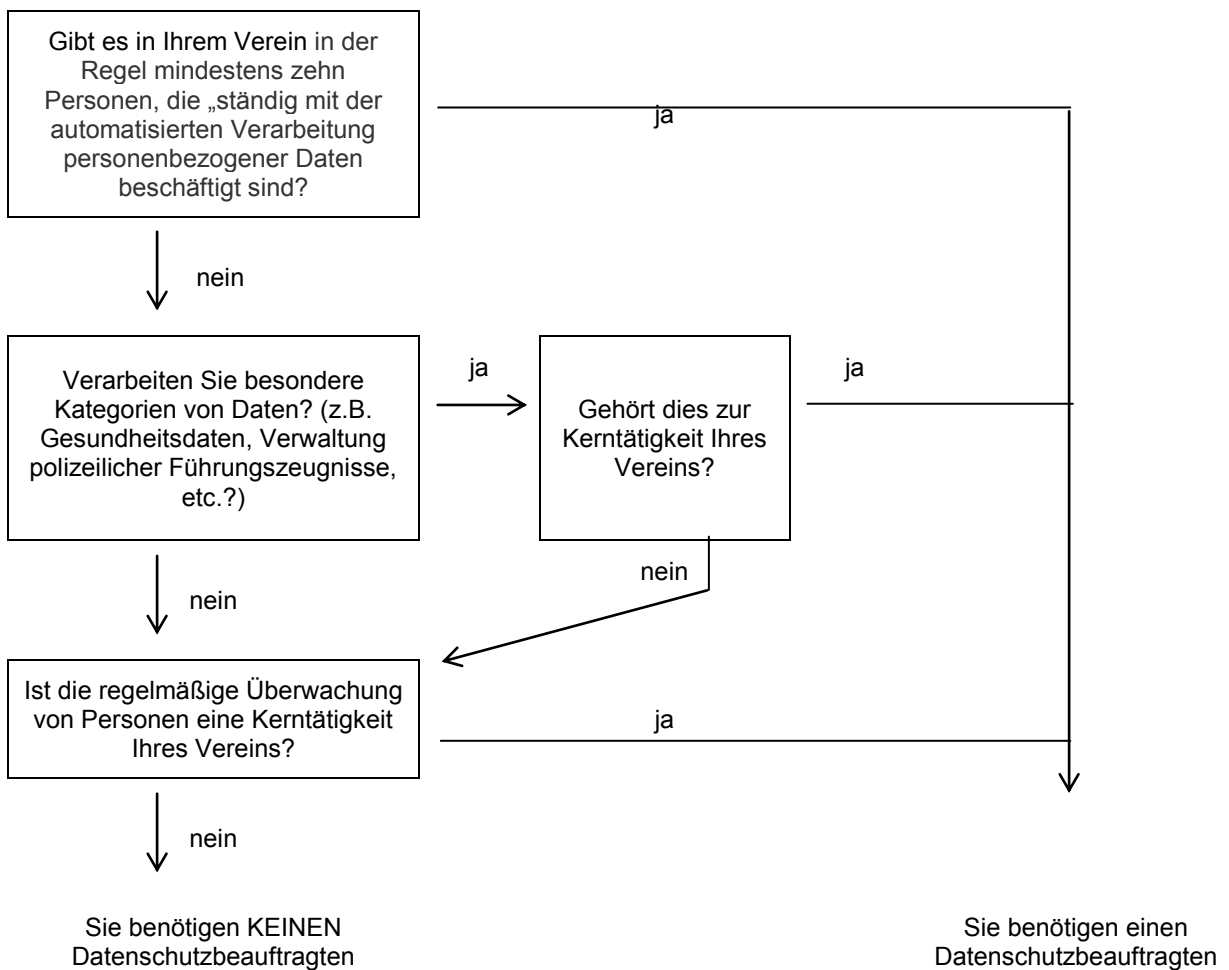 Gibt es in Ihrem Verein in der
Regel mindestens zehn
Personen, die „ständig mit der
automatisierten Verarbeitung
personenbezogener Daten
beschäftigt sind?
ja
nein
Verarbeiten Sie besondere
Kategorien von Daten? (z.B.
Gesundheitsdaten, Verwaltung
polizeilicher Führungszeugnisse,
etc.?)
ja
Gehört dies zur
Kerntätigkeit Ihres
Vereins?
ja
nein
nein
Ist die regelmäßige Überwachung
von Personen eine Kerntätigkeit
Ihres Vereins?
ja
nein
Sie benötigen KEINEN
Datenschutzbeauftragten
Sie benötigen einen
Datenschutzbeauftragten